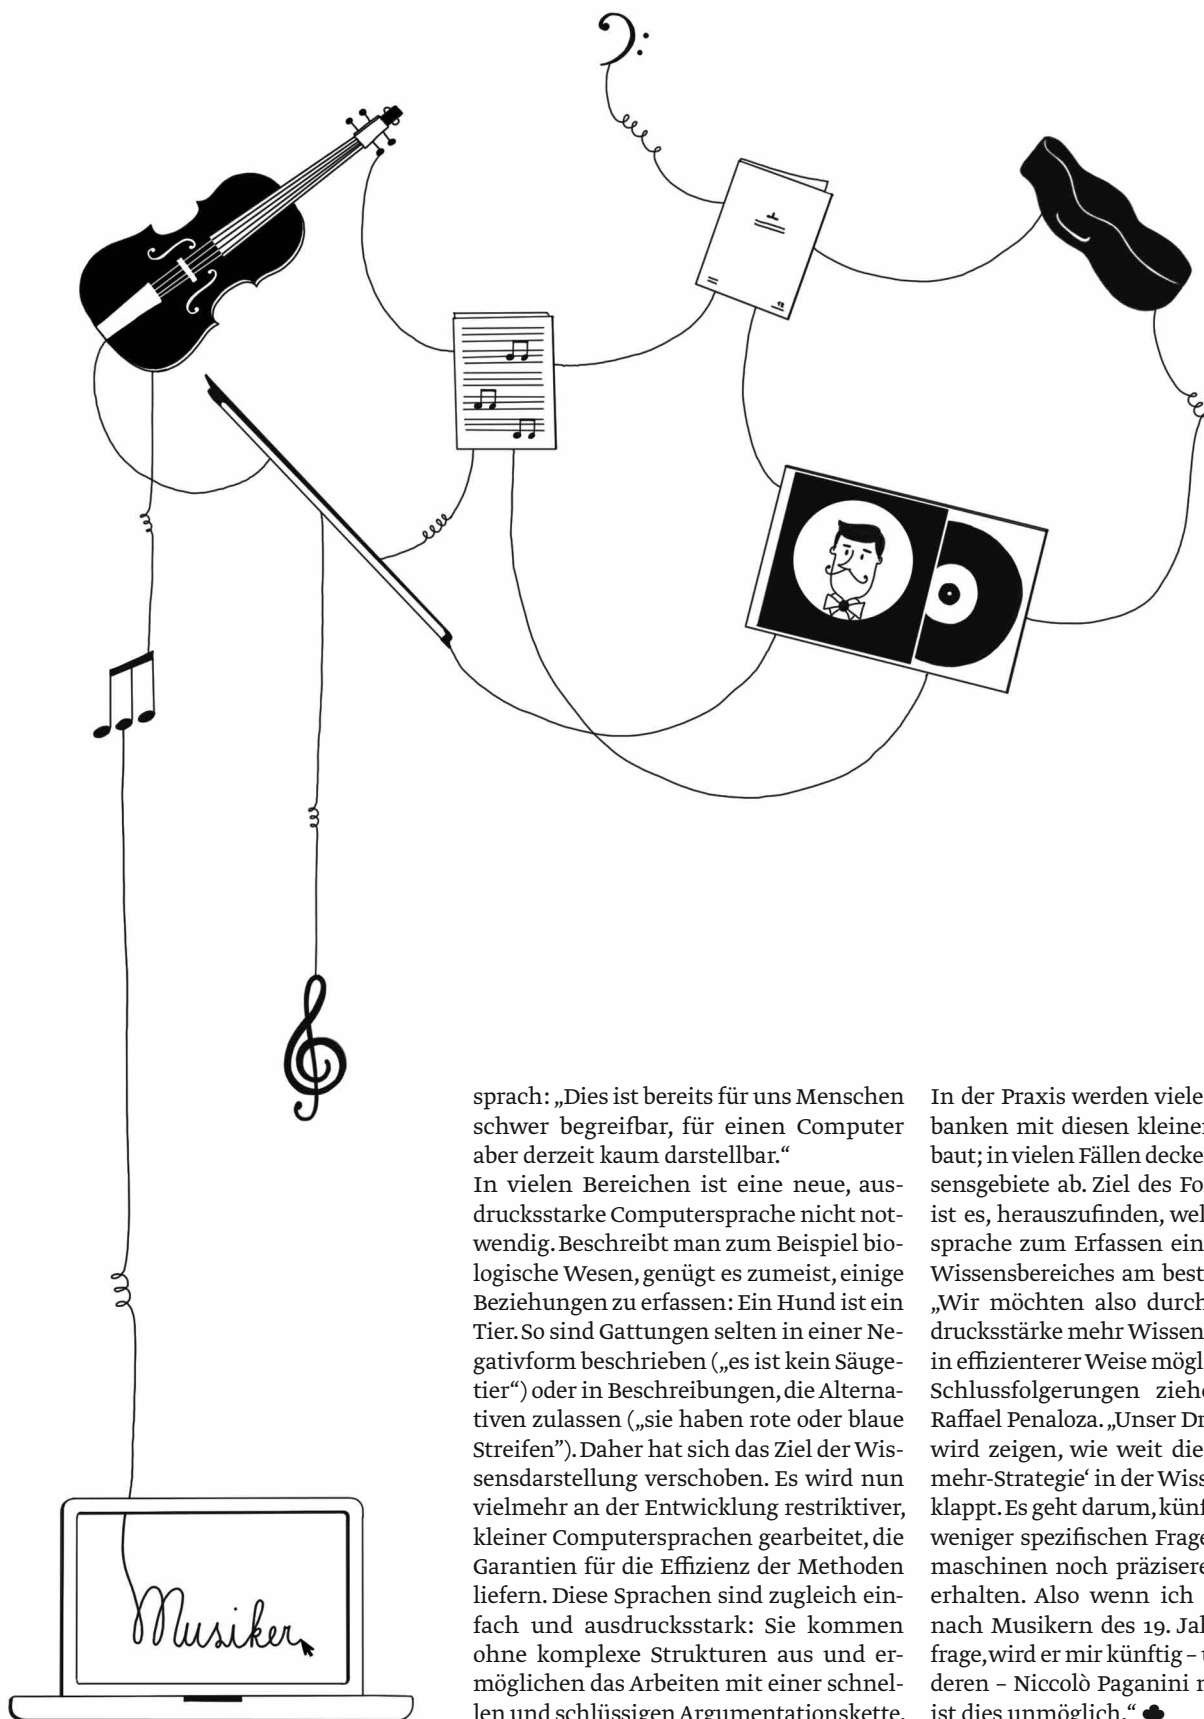 Musiker
sprach: „Dies ist bereits für uns Menschen
schwer begreifbar, für einen Computer
aber derzeit kaum darstellbar.“
In vielen Bereichen ist eine neue, aus-
drucksstarke Computersprache nicht not-
wendig. Beschreibt man zum Beispiel bio-
logische Wesen, genügt es zumeist, einige
Beziehungen zu erfassen: Ein Hund ist ein
Tier. So sind Gattungen selten in einer Ne-
gativform beschrieben („es ist kein Säuge-
tier“) oder in Beschreibungen, die Alterna-
tiven zulassen („sie haben rote oder blaue
Streifen”). Daher hat sich das Ziel der Wis-
sensdarstellung verschoben. Es wird nun
vielmehr an der Entwicklung restriktiver,
kleiner Computersprachen gearbeitet, die
Garantien für die Effizienz der Methoden
liefern. Diese Sprachen sind zugleich ein-
fach und ausdrucksstark: Sie kommen
ohne komplexe Strukturen aus und er-
möglichen das Arbeiten mit einer schnel-
len und schlüssigen Argumentationskette.
In der Praxis werden viele
banken mit diesen kleine
baut; in vielen Fällen decke
sensgebiete ab. Ziel des Fo
ist es, herauszufinden, wel
sprache zum Erfassen ein
Wissensbereiches am best
„Wir möchten also durch
drucksstärke mehr Wissen
in effizienterer Weise mögl
Schlussfolgerungen zieh
Raffael Penaloza. „Unser Dr
wird zeigen, wie weit die
mehr-Strategie‘ in der Wiss
klappt. Es geht darum, künf
weniger spezifischen Frage
maschinen noch präzisere
erhalten. Also wenn ich
nach Musikern des 19. Jal
frage, wird er mir künftig –
deren – Niccolò Paganini
ist dies unmöglich.“